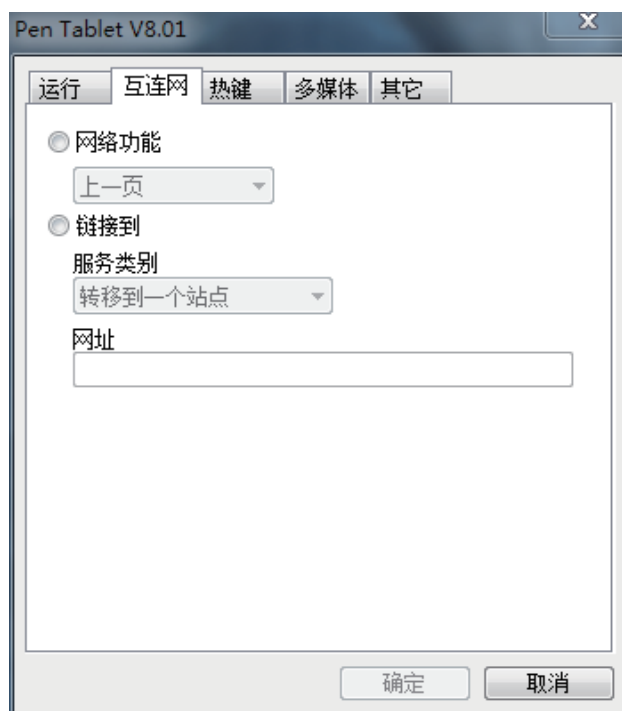 Pen Tablet V8.01
运行 互连网 热键 多媒体 其它
网络功能
上一页
链接到
服务类别
转移到一个站点
网址
确定 取消